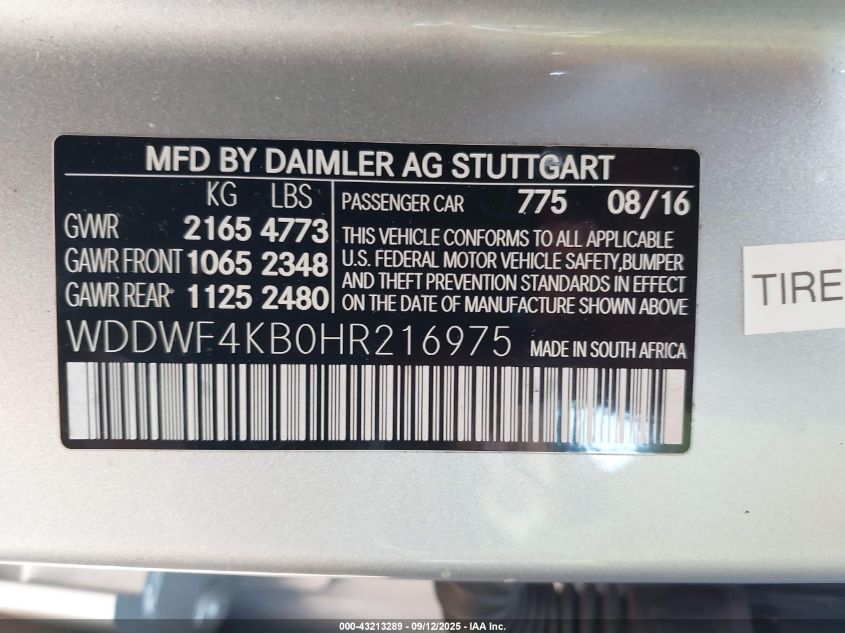 MFD BY DAIMLER AG STUTTGART
KG LBS
GVWR 2165 4773
GAWR FRONT 1065 2348
GAWR REAR 1125 2480
PASSENGER CAR 775 08/16
THIS VEHICLE CONFORMS TO ALL APPLICABLE
U.S. FEDERAL MOTOR VEHICLE SAFETY,BUMPER
AND THEFT PREVENTION STANDARDS IN EFFECT
ON THE DATE OF MANUFACTURE SHOWN ABOVE
WDDWF4KB0HR216975 MADE IN SOUTH AFRICA
TIRE
000-43213289 - 09/12/2025 - IAA Inc.